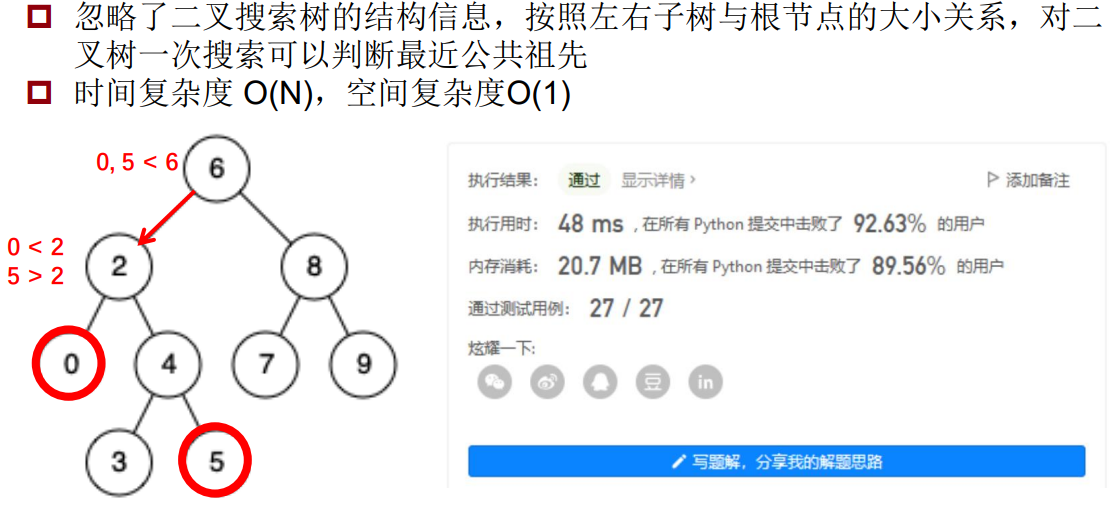 忽略了二叉搜索树的结构信息，按照左右子树与根节点的大小关系，对二
叉树一次搜索可以判断最近公共祖先
时间复杂度 O(N)，空间复杂度O(1)
0, 5 < 6
6
0 < 2
5 > 2
2
8
0
4
7
9
3
5
执行结果： 通过 显示详情 ›
添加备注
执行用时： 48 ms , 在所有 Python 提交中击败了 92.63% 的用户
内存消耗： 20.7 MB , 在所有 Python 提交中击败了 89.56% 的用户
通过测试用例： 27 / 27
炫耀一下:
豆
in
写题解，分享我的解题思路